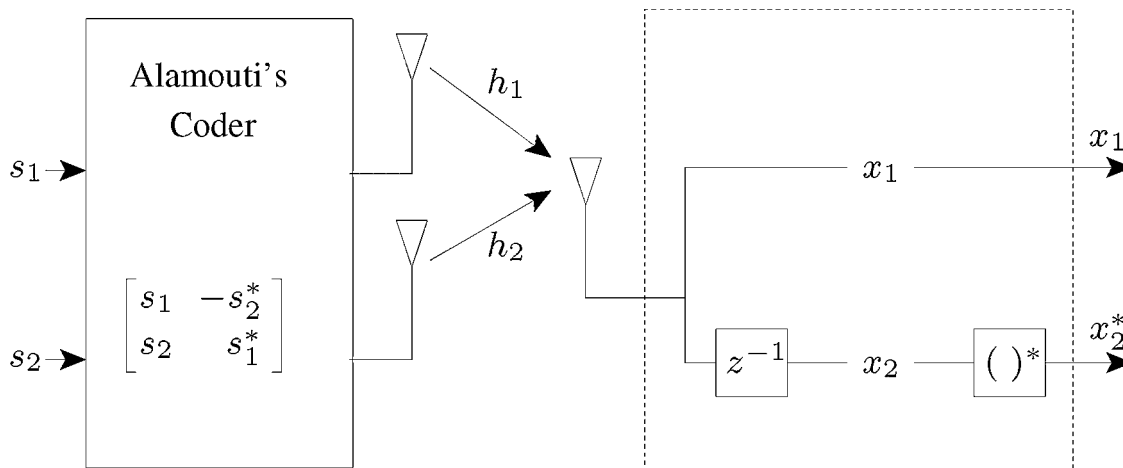 Alamouti's
Coder
s₁
s₂
[ s₁ −s₂* ]
[ s₂ s₁* ]
h₁
h₂
x₁
x₁
z⁻¹
x₂
( )*
x₂*